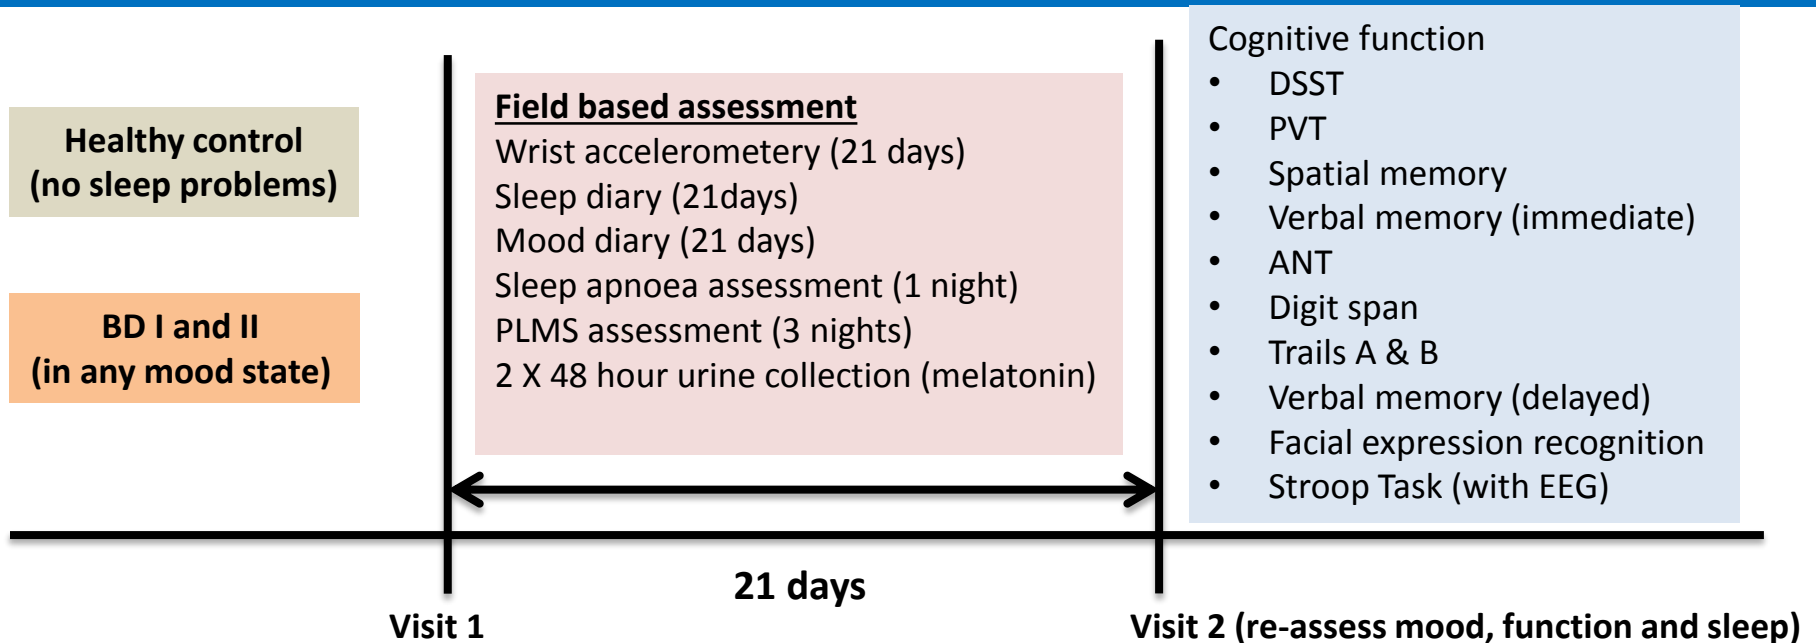 Healthy control
(no sleep problems)
BD I and II
(in any mood state)
Field based assessment
Wrist accelerometery (21 days)
Sleep diary (21days)
Mood diary (21 days)
Sleep apnoea assessment (1 night)
PLMS assessment (3 nights)
2 X 48 hour urine collection (melatonin)
Cognitive function
• DSST
• PVT
• Spatial memory
• Verbal memory (immediate)
• ANT
• Digit span
• Trails A & B
• Verbal memory (delayed)
• Facial expression recognition
• Stroop Task (with EEG)
21 days
Visit 1
Visit 2 (re-assess mood, function and sleep)